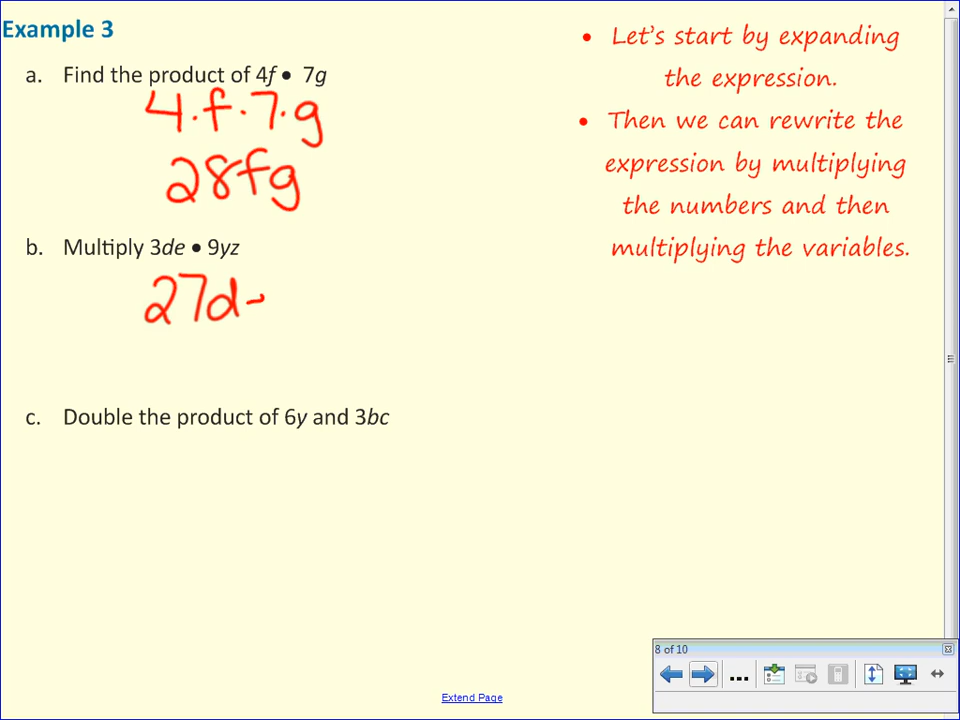 Example 3
a. Find the product of 4f • 7g
4·f·7·g
28fg
b. Multiply 3de • 9yz
27d
c. Double the product of 6y and 3bc
• Let's start by expanding
the expression.
• Then we can rewrite the
expression by multiplying
the numbers and then
multiplying the variables.
8 of 10
Extend Page